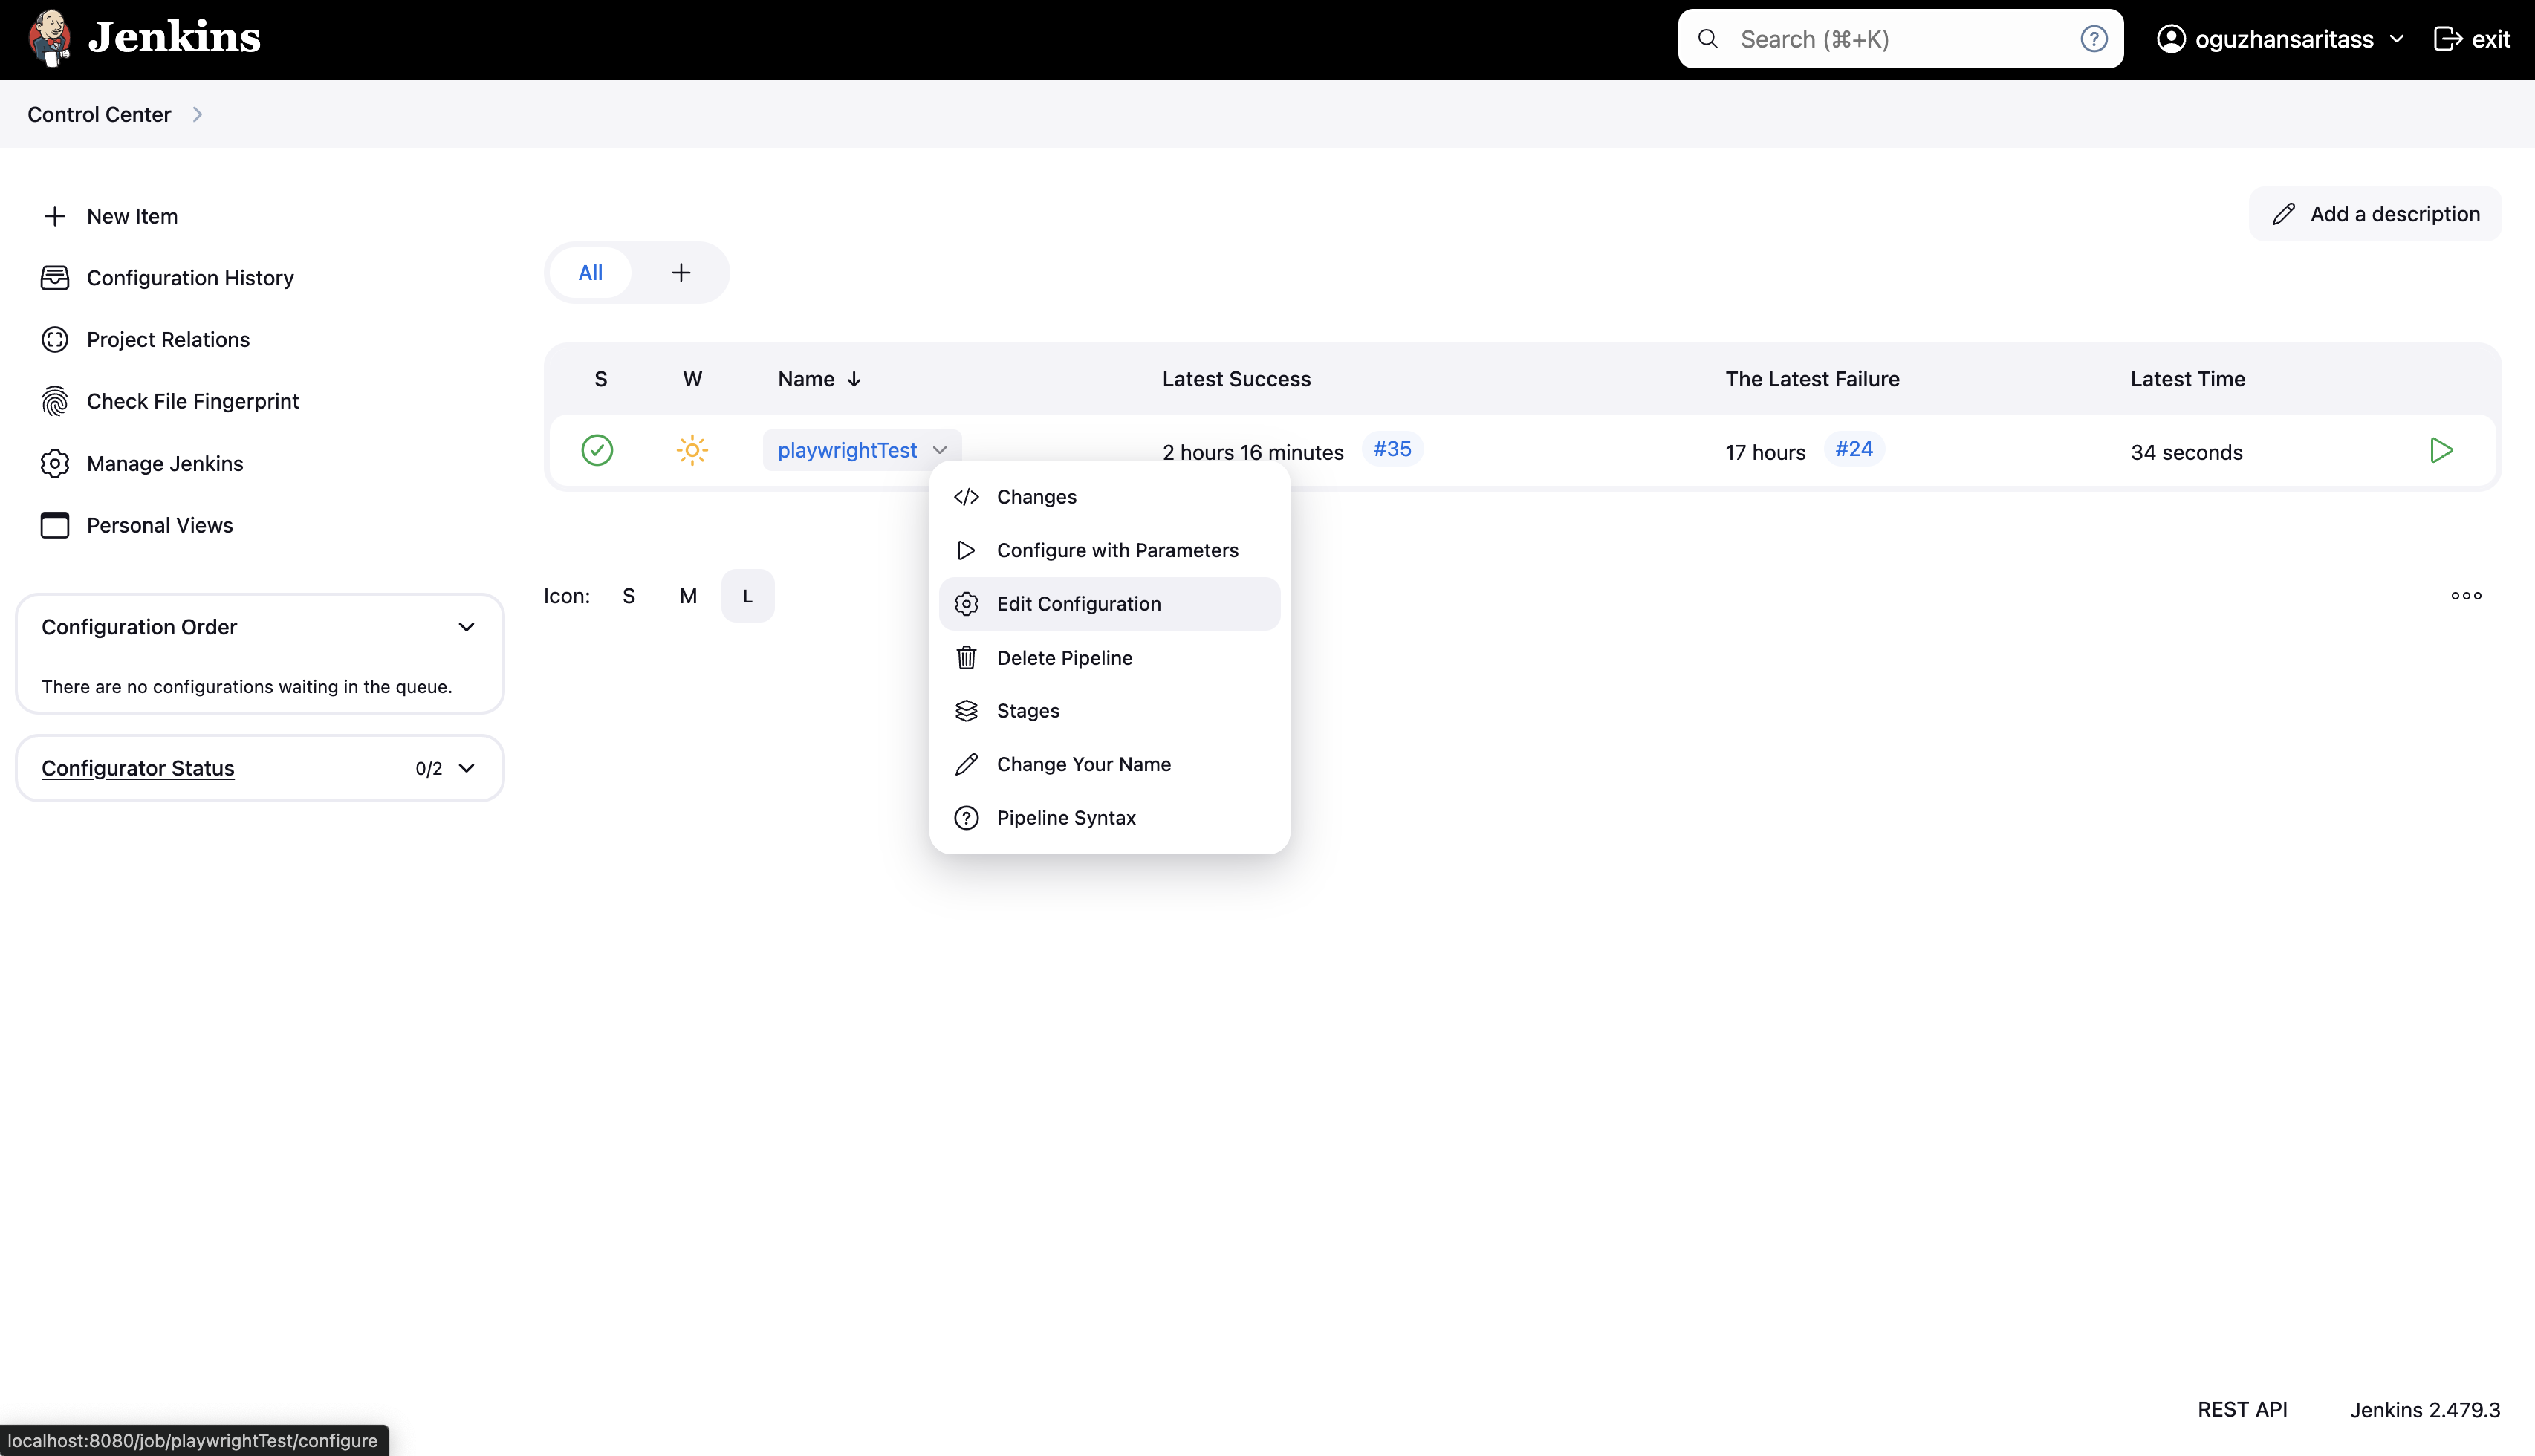 Jenkins
Search (⌘+K)
oguzhansaritass
exit
Control Center
New Item
Configuration History
Project Relations
Check File Fingerprint
Manage Jenkins
Personal Views
Configuration Order
There are no configurations waiting in the queue.
Configurator Status 0/2
Add a description
All +
S W Name ↓ Latest Success The Latest Failure Latest Time
playwrightTest 2 hours 16 minutes #35 17 hours #24 34 seconds
Changes
Configure with Parameters
Edit Configuration
Delete Pipeline
Stages
Change Your Name
Pipeline Syntax
Icon: S M L
REST API Jenkins 2.479.3
localhost:8080/job/playwrightTest/configure